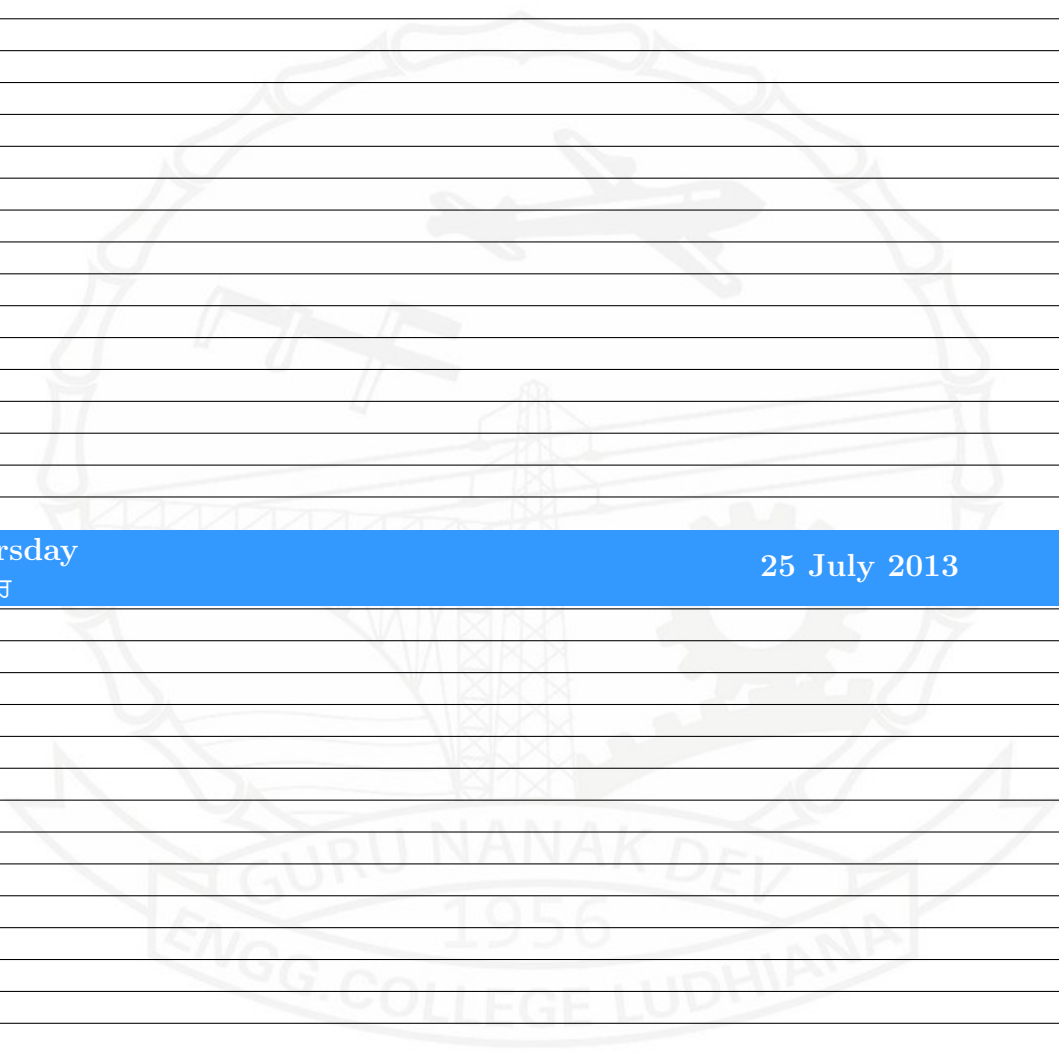 rsday
ਰ
25 July 2013
GURU NANAK DEV
1956
ENGG.COLLEGE LUDHIANA